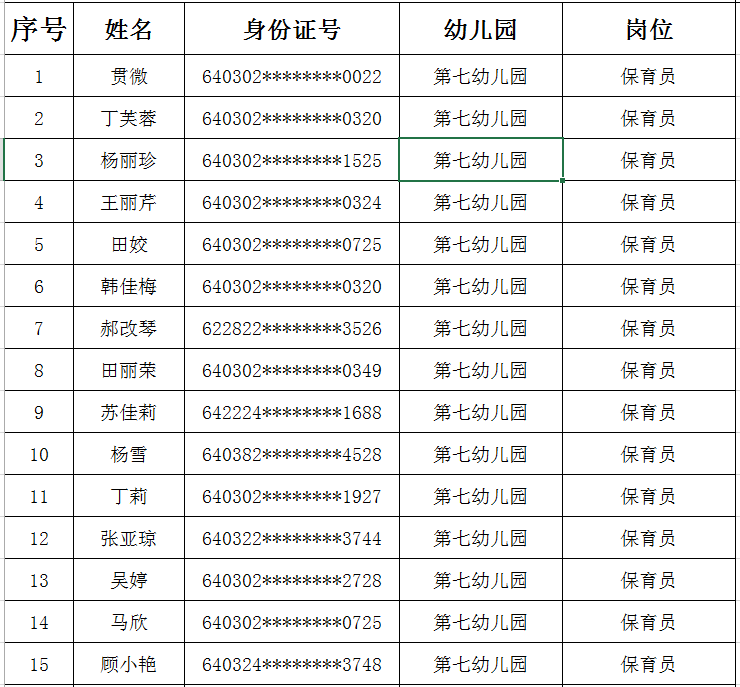 序号 姓名 身份证号 幼儿园 岗位
1 贯微 640302********0022 第七幼儿园 保育员
2 丁芙蓉 640302********0320 第七幼儿园 保育员
3 杨丽珍 640302********1525 第七幼儿园 保育员
4 王丽芹 640302********0324 第七幼儿园 保育员
5 田姣 640302********0725 第七幼儿园 保育员
6 韩佳梅 640302********0320 第七幼儿园 保育员
7 郝改琴 622822********3526 第七幼儿园 保育员
8 田丽荣 640302********0349 第七幼儿园 保育员
9 苏佳莉 642224********1688 第七幼儿园 保育员
10 杨雪 640382********4528 第七幼儿园 保育员
11 丁莉 640302********1927 第七幼儿园 保育员
12 张亚琼 640322********3744 第七幼儿园 保育员
13 吴婷 640302********2728 第七幼儿园 保育员
14 马欣 640302********0725 第七幼儿园 保育员
15 顾小艳 640324********3748 第七幼儿园 保育员